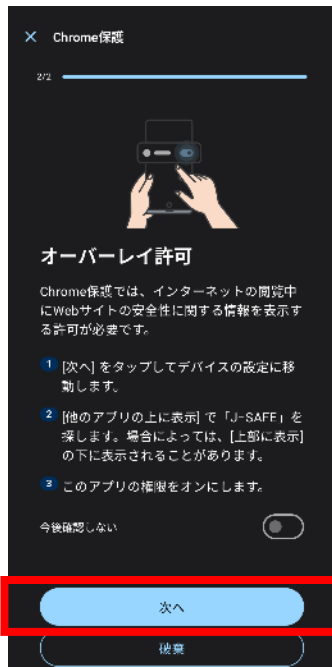 × Chrome保護
2/2
オーバーレイ許可
Chrome保護では、インターネットの閲覧中
にWebサイトの安全性に関する情報を表示す
る許可が必要です。
1 [次へ] をタップしてデバイスの設定に移
動します。
2 [他のアプリの上に表示] で「J-SAFE」を
探します。場合によっては、[上部に表示]
の下に表示されることがあります。
3 このアプリの権限をオンにします。
今後確認しない
次へ
破棄